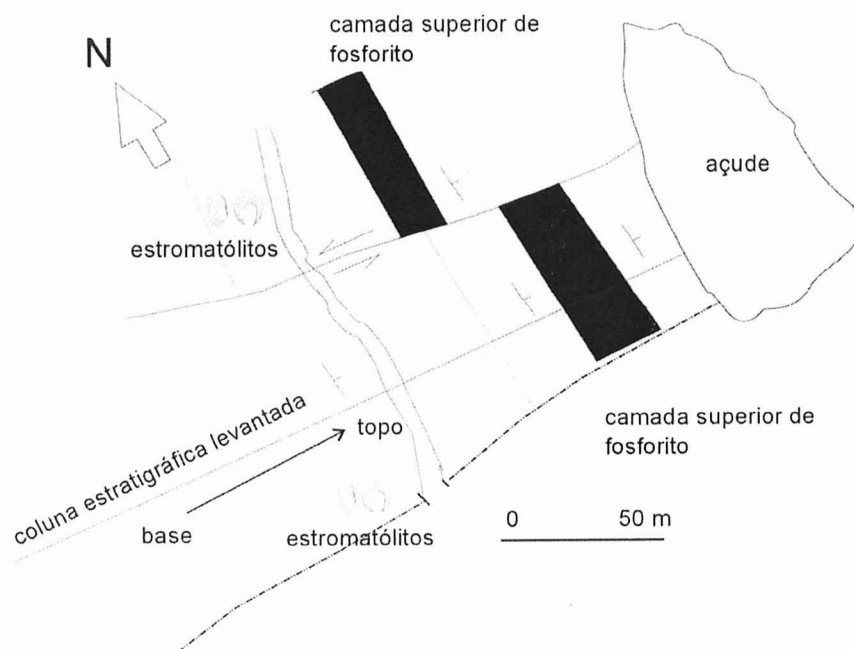 camada superior de
fosforito
N
açude
estromatólitos
coluna estratigráfica levantada
topo
base
camada superior de
fosforito
estromatólitos
0 50 m